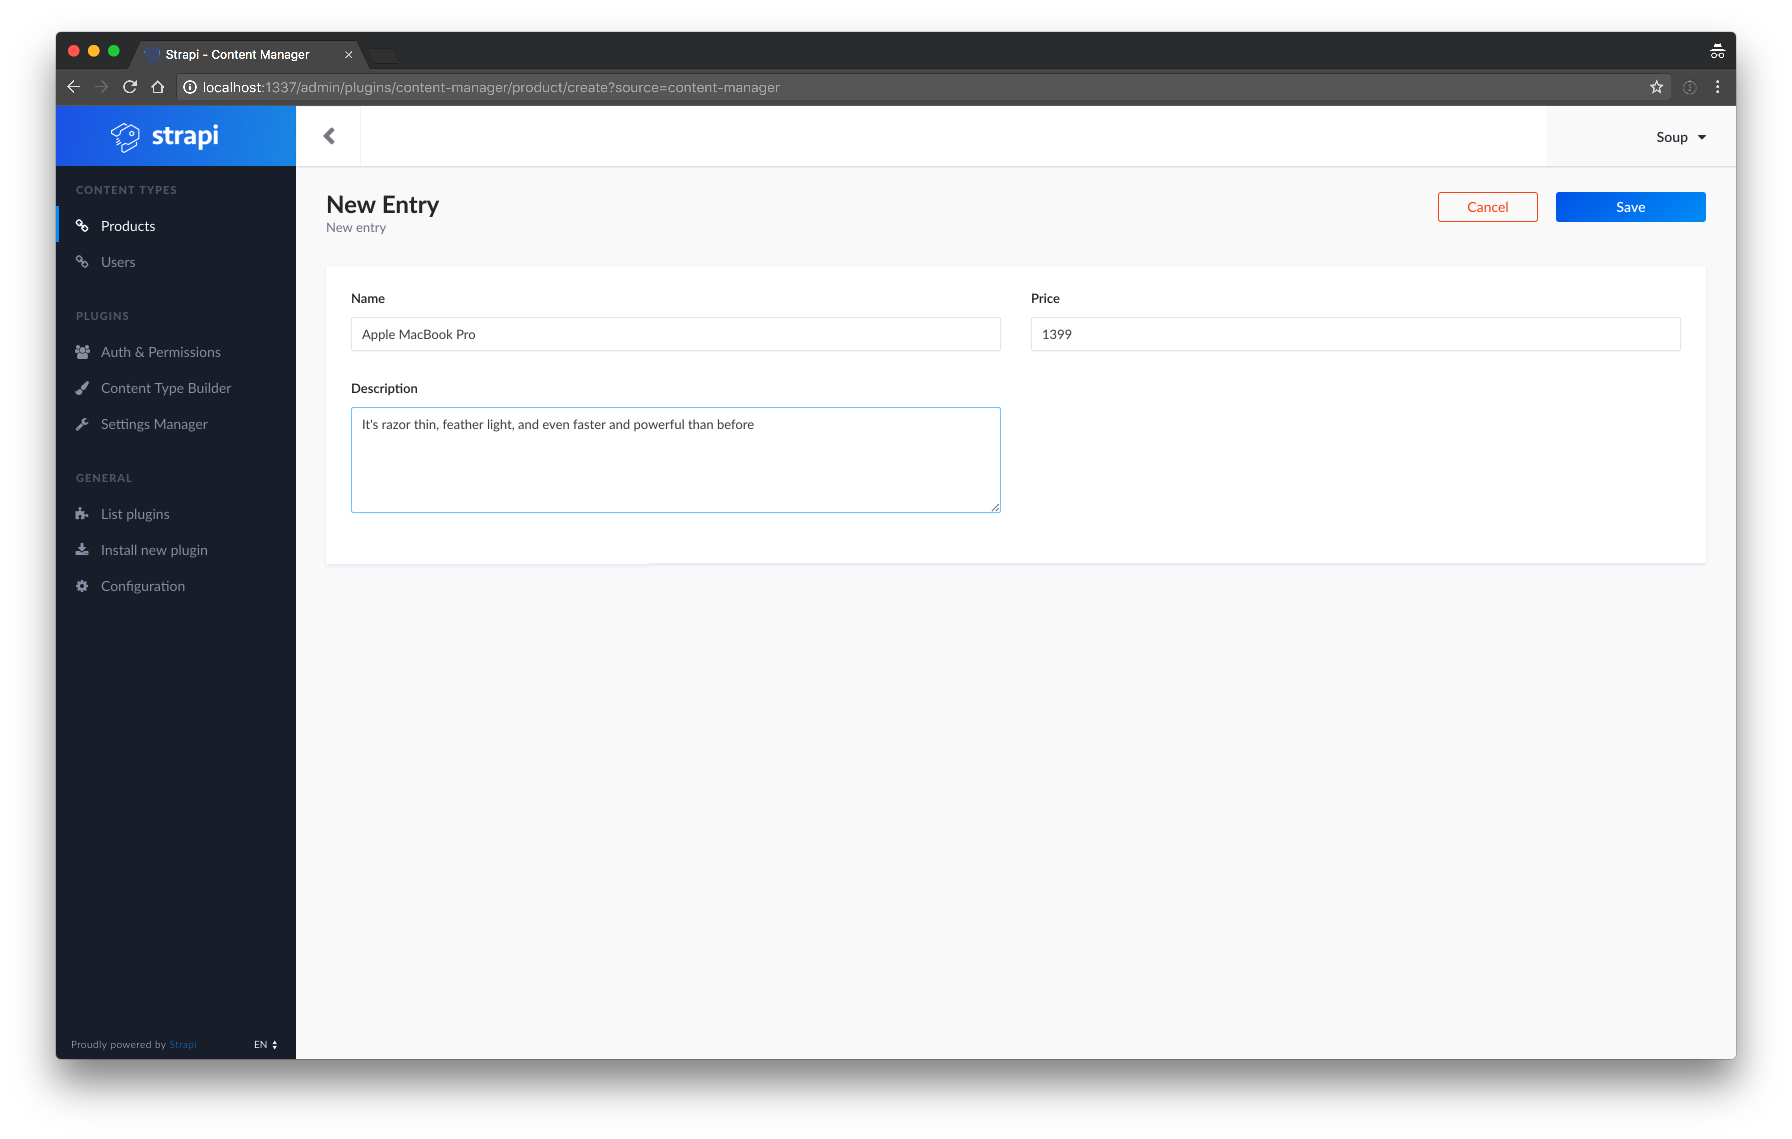 Strapi - Content Manager
localhost:1337/admin/plugins/content-manager/product/create?source=content-manager
strapi
Soup
CONTENT TYPES
Products
Users
PLUGINS
Auth & Permissions
Content Type Builder
Settings Manager
GENERAL
List plugins
Install new plugin
Configuration
Proudly powered by Strapi
EN
New Entry
New entry
Cancel
Save
Name
Apple MacBook Pro
Price
1399
Description
It's razor thin, feather light, and even faster and powerful than before